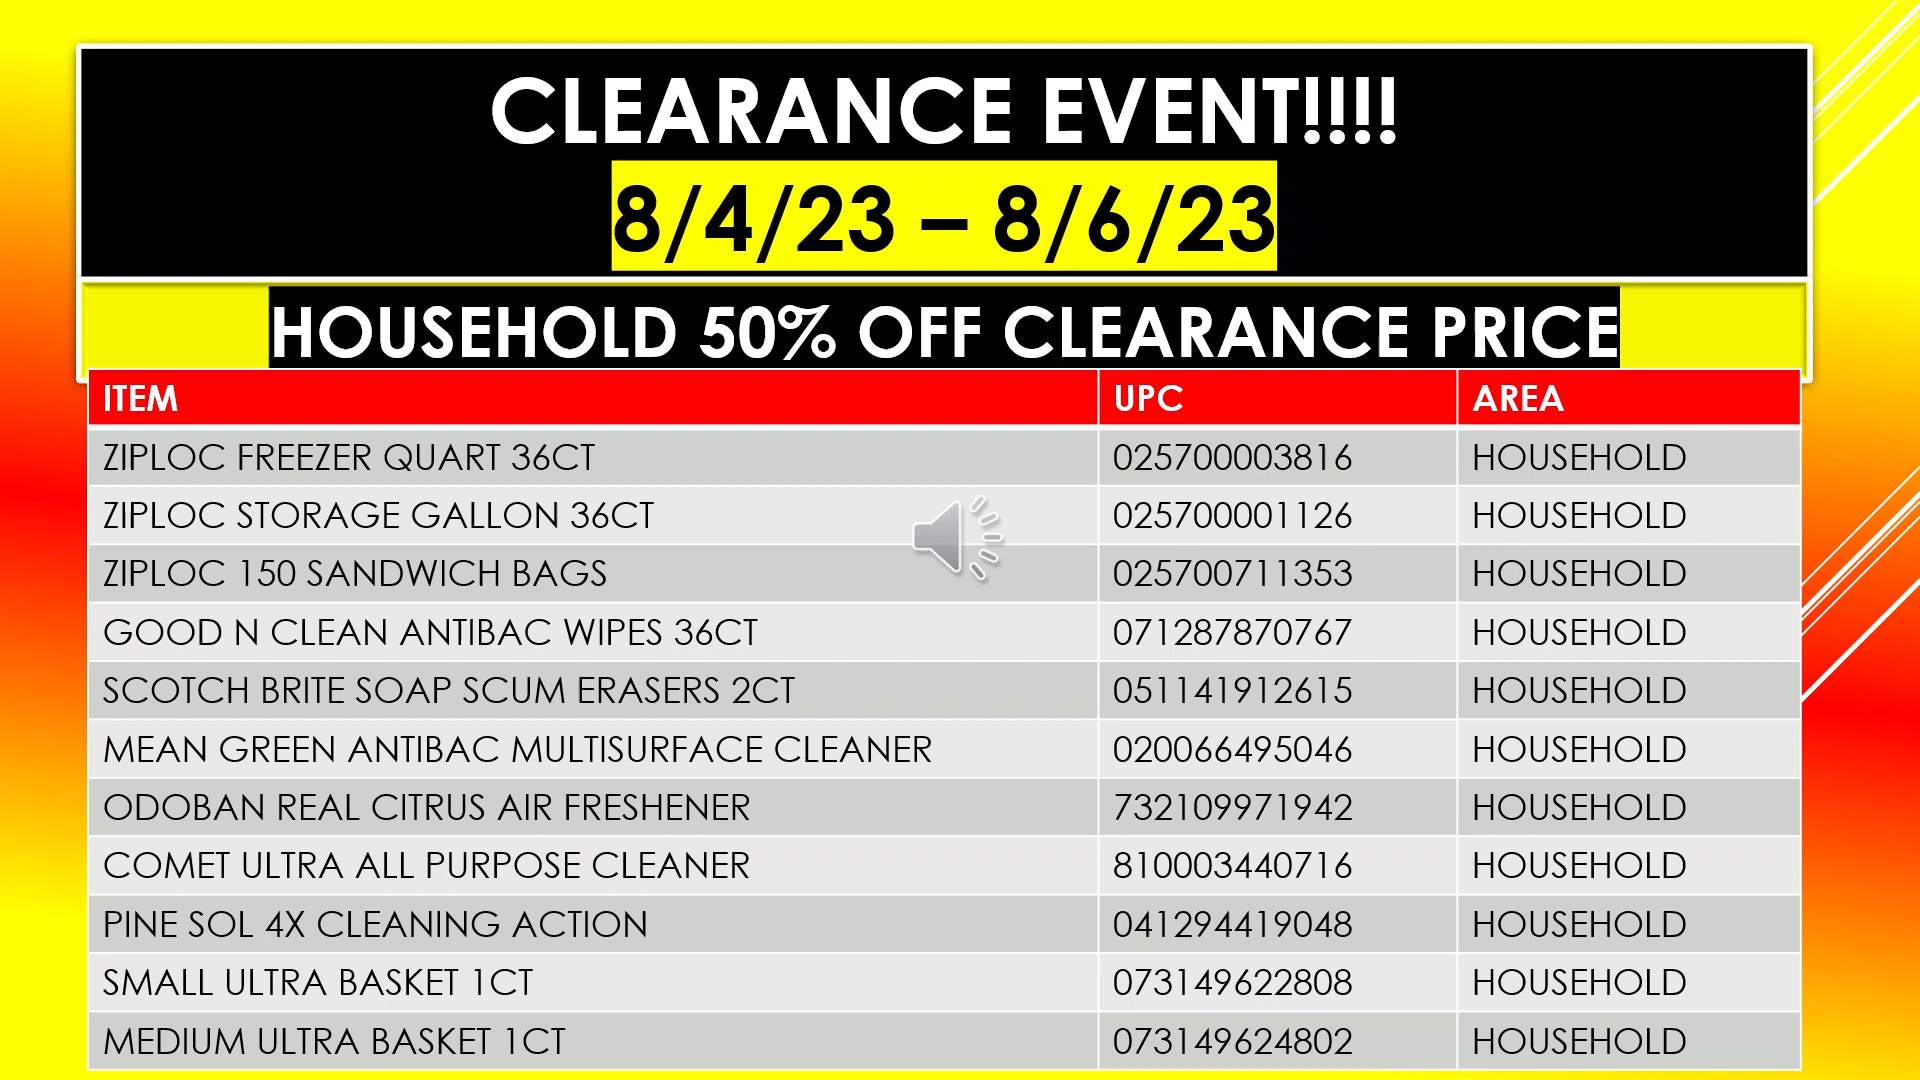 CLEARANCE EVENT!!!!
8/4/23 – 8/6/23
HOUSEHOLD 50% OFF CLEARANCE PRICE
ITEM UPC AREA
ZIPLOC FREEZER QUART 36CT 025700003816 HOUSEHOLD
ZIPLOC STORAGE GALLON 36CT 025700001126 HOUSEHOLD
ZIPLOC 150 SANDWICH BAGS 025700711353 HOUSEHOLD
GOOD N CLEAN ANTIBAC WIPES 36CT 071287870767 HOUSEHOLD
SCOTCH BRITE SOAP SCUM ERASERS 2CT 051141912615 HOUSEHOLD
MEAN GREEN ANTIBAC MULTISURFACE CLEANER 020066495046 HOUSEHOLD
ODOBAN REAL CITRUS AIR FRESHENER 732109971942 HOUSEHOLD
COMET ULTRA ALL PURPOSE CLEANER 810003440716 HOUSEHOLD
PINE SOL 4X CLEANING ACTION 041294419048 HOUSEHOLD
SMALL ULTRA BASKET 1CT 073149622808 HOUSEHOLD
MEDIUM ULTRA BASKET 1CT 073149624802 HOUSEHOLD